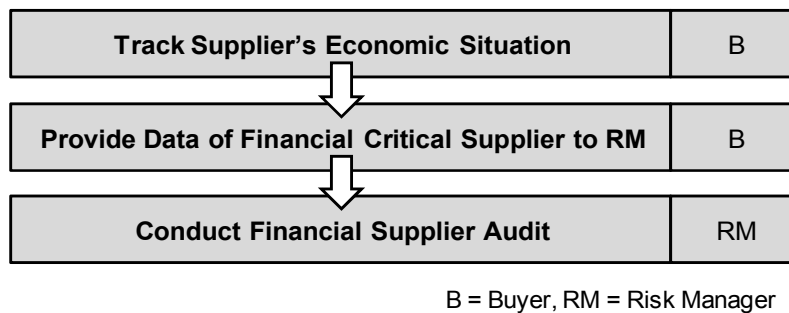 Track Supplier's Economic Situation B
Provide Data of Financial Critical Supplier to RM B
Conduct Financial Supplier Audit RM
B = Buyer, RM = Risk Manager